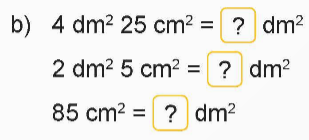 b) 4 dm² 25 cm² = ? dm²
2 dm² 5 cm² = ? dm²
85 cm² = ? dm²